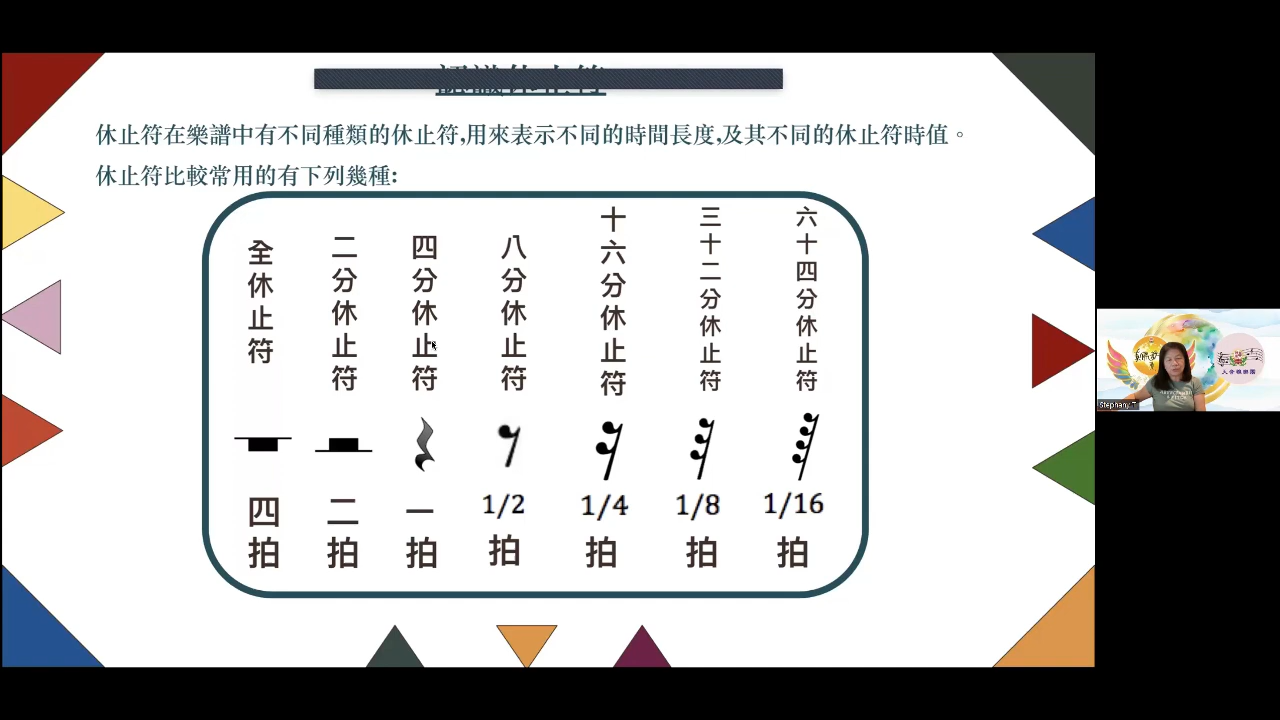 認識休止符
休止符在樂譜中有不同種類的休止符,用來表示不同的時間長度,及其不同的休止符時值。
休止符比較常用的有下列幾種:
全休止符
二分休止符
四分休止符
八分休止符
十六分休止符
三十二分休止符
六十四分休止符
四拍
二拍
一拍
1/2拍
1/4拍
1/8拍
1/16拍